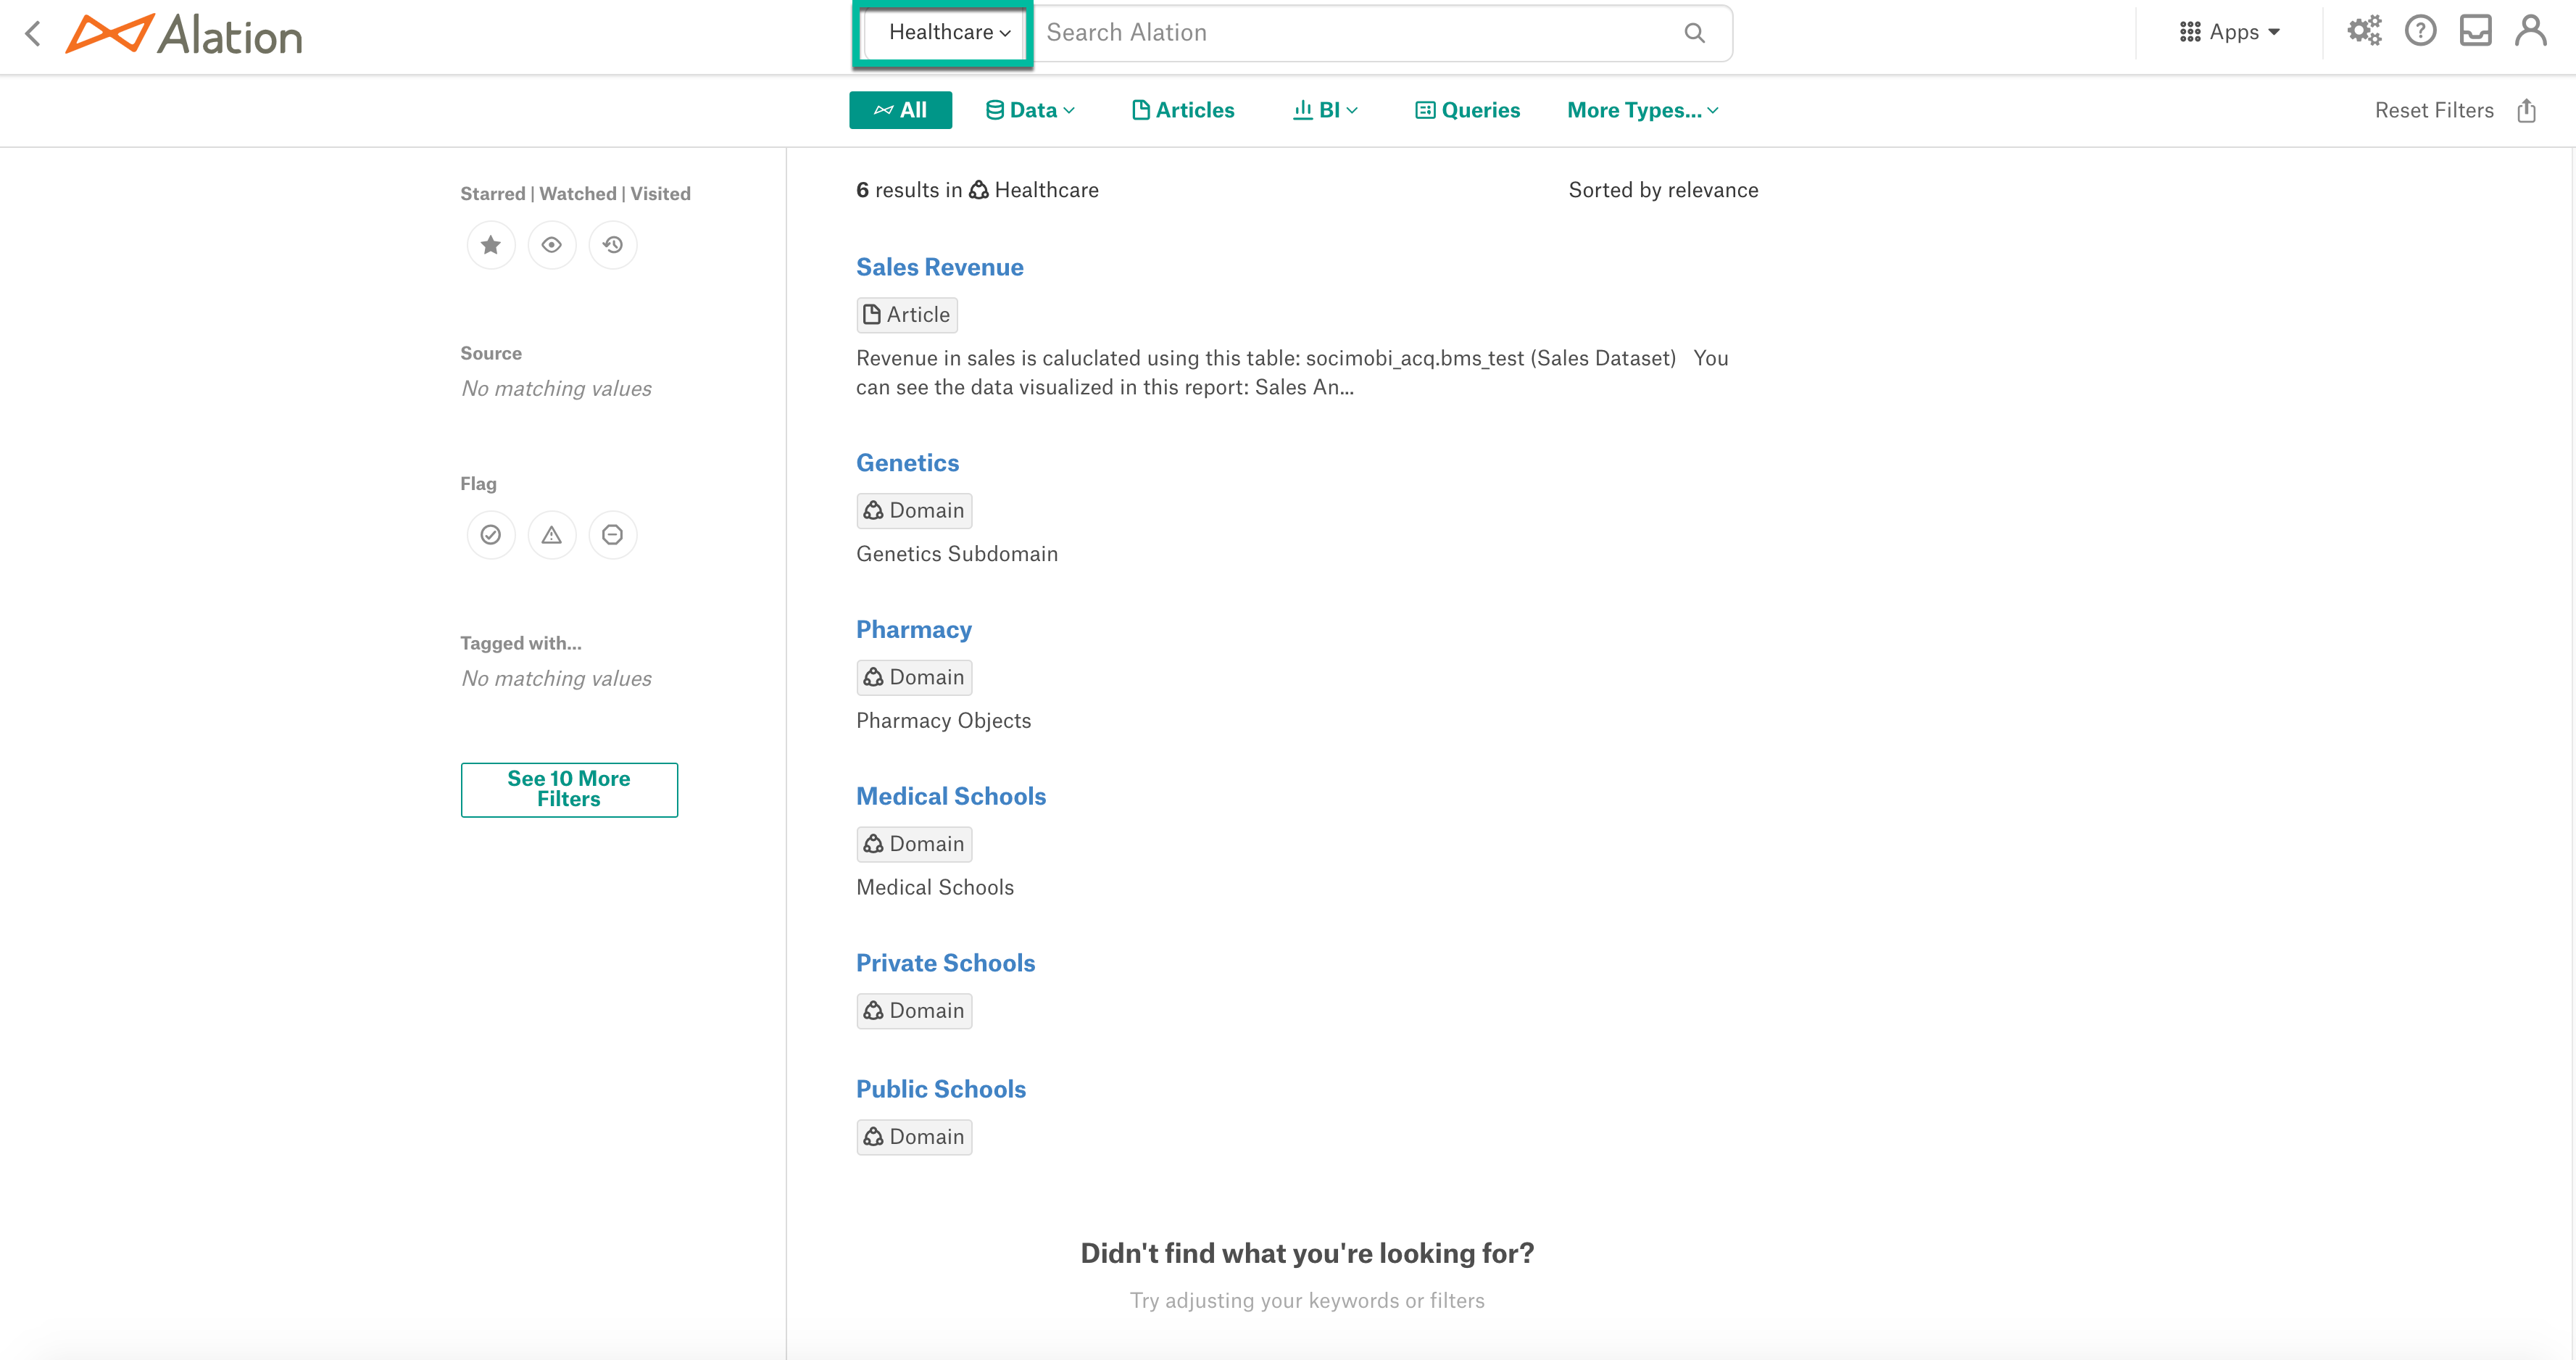 Alation
Healthcare
Search Alation
Apps
All
Data
Articles
BI
Queries
More Types...
Reset Filters
Starred | Watched | Visited
Source
No matching values
Flag
Tagged with...
No matching values
See 10 More
Filters
6 results in Healthcare
Sorted by relevance
Sales Revenue
Article
Revenue in sales is caluclated using this table: socimobi_acq.bms_test (Sales Dataset) You
can see the data visualized in this report: Sales An...
Genetics
Domain
Genetics Subdomain
Pharmacy
Domain
Pharmacy Objects
Medical Schools
Domain
Medical Schools
Private Schools
Domain
Public Schools
Domain
Didn't find what you're looking for?
Try adjusting your keywords or filters